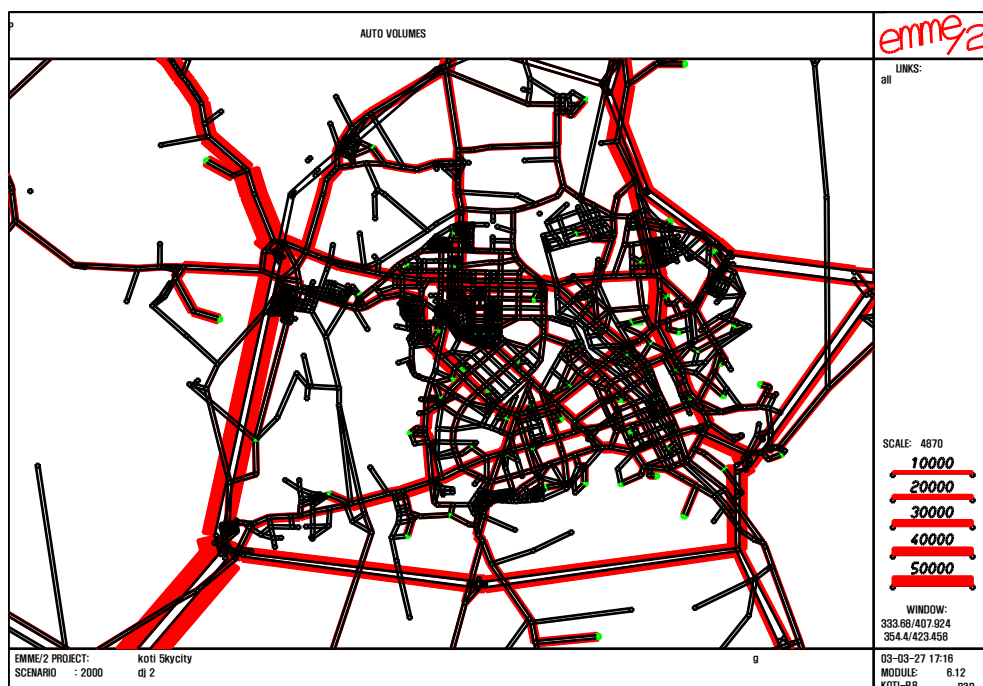 AUTO VOLUMES
emme/2
LINKS:
all
SCALE: 4870
10000
20000
30000
40000
50000
WINDOW:
333.68/407.924
354.4/423.458
EMME/2 PROJECT: koti 5kycity g
SCENARIO : 2000 dj 2
03-03-27 17:16
MODULE: 6.12